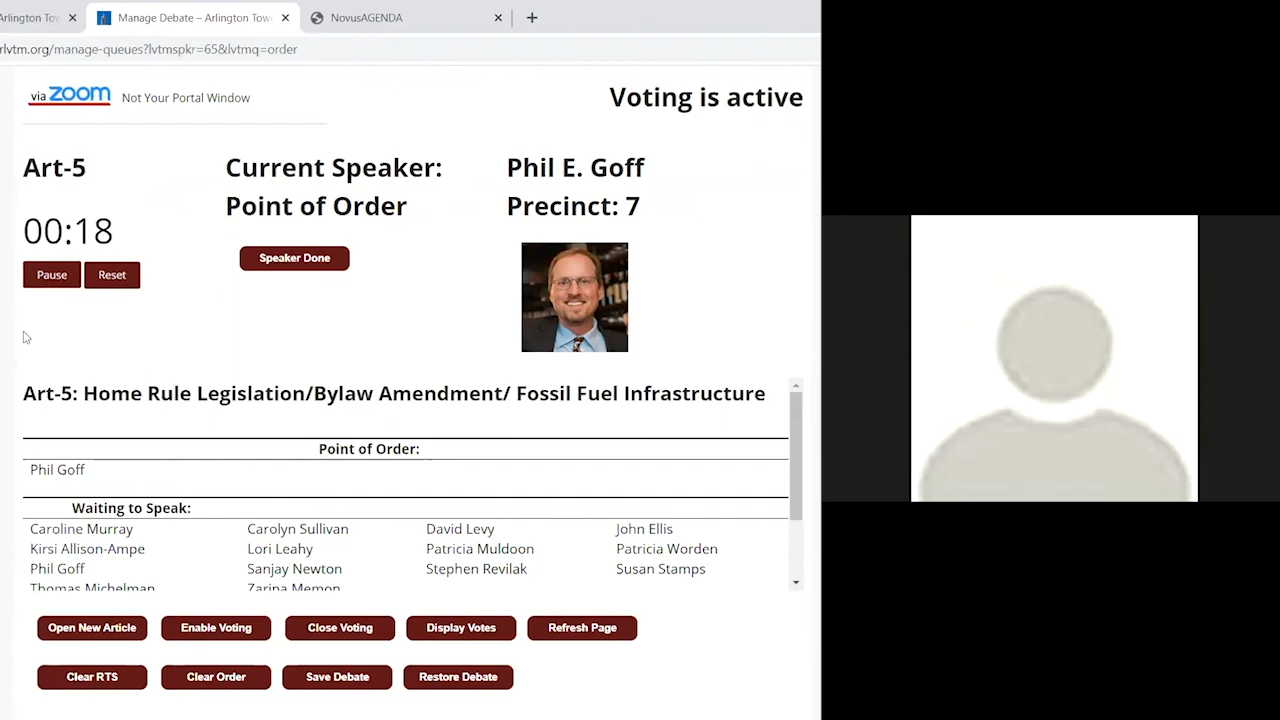 Arlington Tow
Manage Debate – Arlington Tow
NovusAGENDA
rlvtm.org/manage-queues?lvtmspkr=65&lvtmq=order
via zoom Not Your Portal Window
Voting is active
Art-5 Current Speaker: Phil E. Goff
Point of Order Precinct: 7
00:18
Speaker Done
Pause Reset
Art-5: Home Rule Legislation/Bylaw Amendment/ Fossil Fuel Infrastructure
Point of Order:
Phil Goff
Waiting to Speak:
Caroline Murray Carolyn Sullivan David Levy John Ellis
Kirsi Allison-Ampe Lori Leahy Patricia Muldoon Patricia Worden
Phil Goff Sanjay Newton Stephen Revilak Susan Stamps
Thomas Michelman Zarina Memon
Open New Article Enable Voting Close Voting Display Votes Refresh Page
Clear RTS Clear Order Save Debate Restore Debate